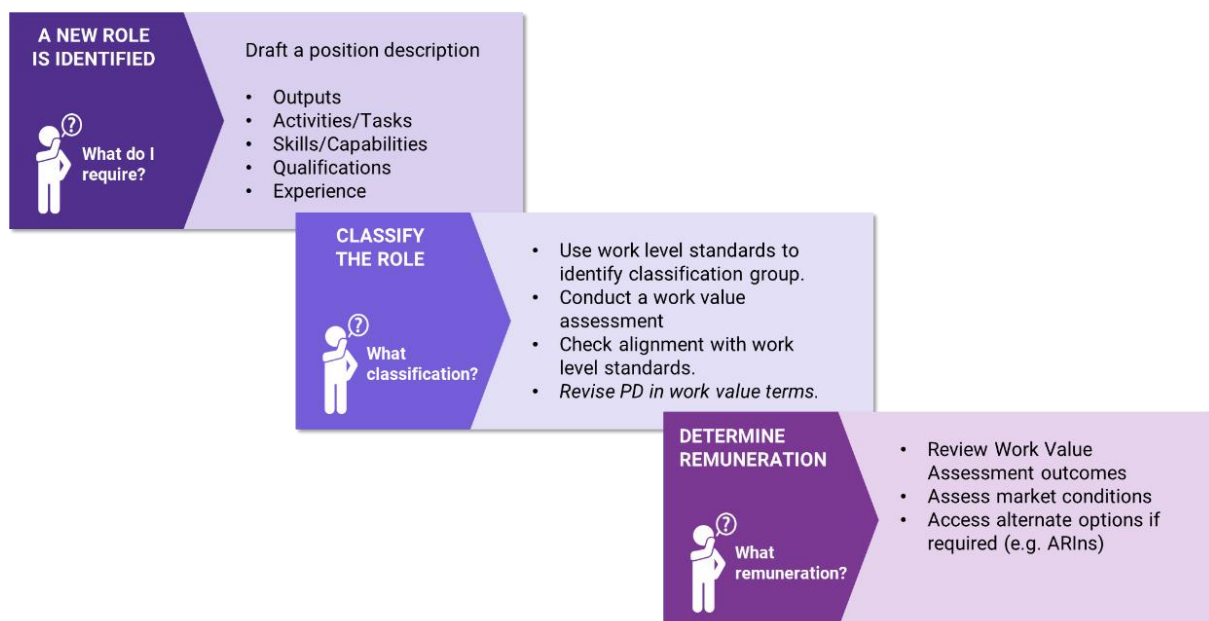 A NEW ROLE
IS IDENTIFIED
?
What do I
require?
Draft a position description
• Outputs
• Activities/Tasks
• Skills/Capabilities
• Qualifications
• Experience
CLASSIFY
THE ROLE
?
What
classification?
• Use work level standards to
identify classification group.
• Conduct a work value
assessment
• Check alignment with work
level standards.
• Revise PD in work value terms.
DETERMINE
REMUNERATION
?
What
remuneration?
• Review Work Value
Assessment outcomes
• Assess market conditions
• Access alternate options if
required (e.g. ARIns)